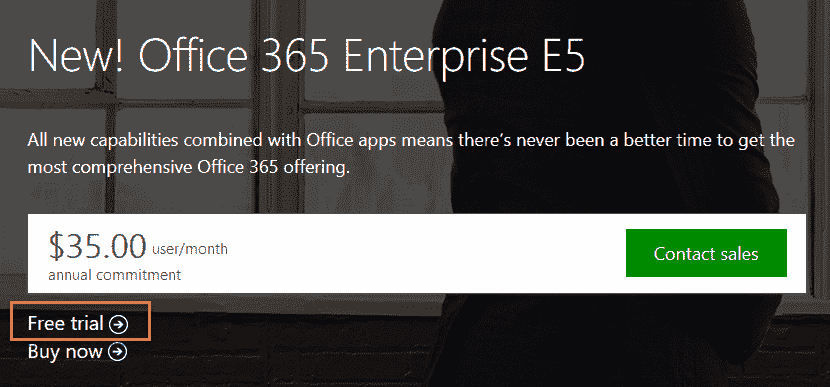 New! Office 365 Enterprise E5
All new capabilities combined with Office apps means there's never been a better time to get the
most comprehensive Office 365 offering.
$35.00 user/month
annual commitment
Contact sales
Free trial
Buy now